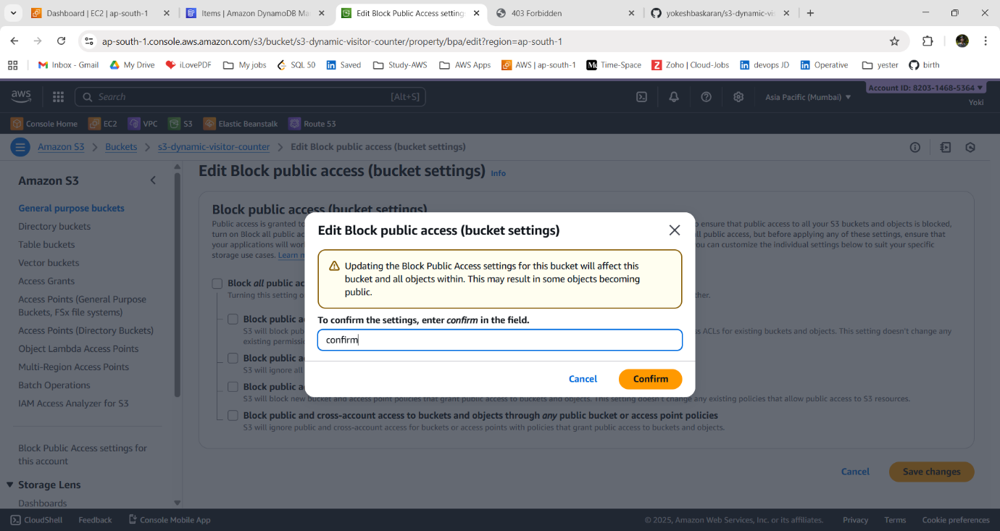 Dashboard | EC2 | ap-south-1
Items | Amazon DynamoDB Ma
Edit Block Public Access setting
403 Forbidden
yokeshbaskaran/s3-dynamic-vi
ap-south-1.console.aws.amazon.com/s3/bucket/s3-dynamic-visitor-counter/property/bpa/edit?region=ap-south-1
Inbox - Gmail
My Drive
iLovePDF
My jobs
SQL 50
Saved
Study-AWS
AWS Apps
AWS | ap-south-1
Time-Space
Zoho | Cloud-Jobs
devops JD
Operative
yester
birth
aws
Search
[Alt+S]
Asia Pacific (Mumbai)
Account ID: 8203-1468-5364
Yoki
Console Home
EC2
VPC
S3
Elastic Beanstalk
Route 53
Amazon S3
Buckets
s3-dynamic-visitor-counter
Edit Block public access (bucket settings)
Amazon S3
General purpose buckets
Directory buckets
Table buckets
Vector buckets
Access Grants
Access Points (General Purpose
Buckets, FSx file systems)
Access Points (Directory Buckets)
Object Lambda Access Points
Multi-Region Access Points
Batch Operations
IAM Access Analyzer for S3
Block Public Access settings for
this account
Storage Lens
Dashboards
Edit Block public access (bucket settings) Info
Block public access (bucket settings)
Public access is granted to
to ensure that public access to all your S3 buckets and objects is blocked,
turn on Block all public ac
ll public access, but before applying any of these settings, ensure that
your applications will work
ou can customize the individual settings below to suit your specific
storage use cases. Learn m
Block all public ac
Turning this setting o
her.
Block public a
S3 will block pub
ss ACLs for existing buckets and objects. This setting doesn't change any
existing permissi
Block public a
S3 will ignore all
Block public a
S3 will block new bucket and access point policies that grant public access to buckets and objects. This setting doesn't change any existing policies that allow public access to S3 resources.
Block public and cross-account access to buckets and objects through any public bucket or access point policies
S3 will ignore public and cross-account access for buckets or access points with policies that grant public access to buckets and objects.
Cancel
Save changes
Edit Block public access (bucket settings)
Updating the Block Public Access settings for this bucket will affect this
bucket and all objects within. This may result in some objects becoming
public.
To confirm the settings, enter confirm in the field.
confirm
Cancel
Confirm
CloudShell
Feedback
Console Mobile App
© 2025, Amazon Web Services, Inc. or its affiliates.
Privacy
Terms
Cookie preferences